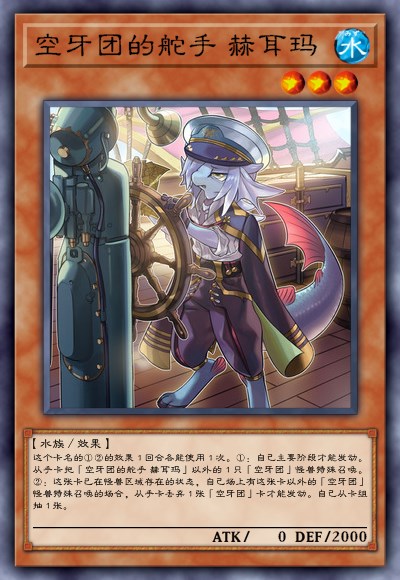 空牙团的舵手 赫耳玛
水
【水族／效果】
这个卡名的①②的效果1回合各能使用1次。①：自己主要阶段才能发动。
从手卡把「空牙团的舵手 赫耳玛」以外的1只「空牙团」怪兽特殊召唤。
②：这张卡已在怪兽区域存在的状态，自己场上有这张卡以外的「空牙团」
怪兽特殊召唤的场合，从手卡丢弃1张「空牙团」卡才能发动。自己从卡组
抽1张。
ATK/ 0 DEF/2000